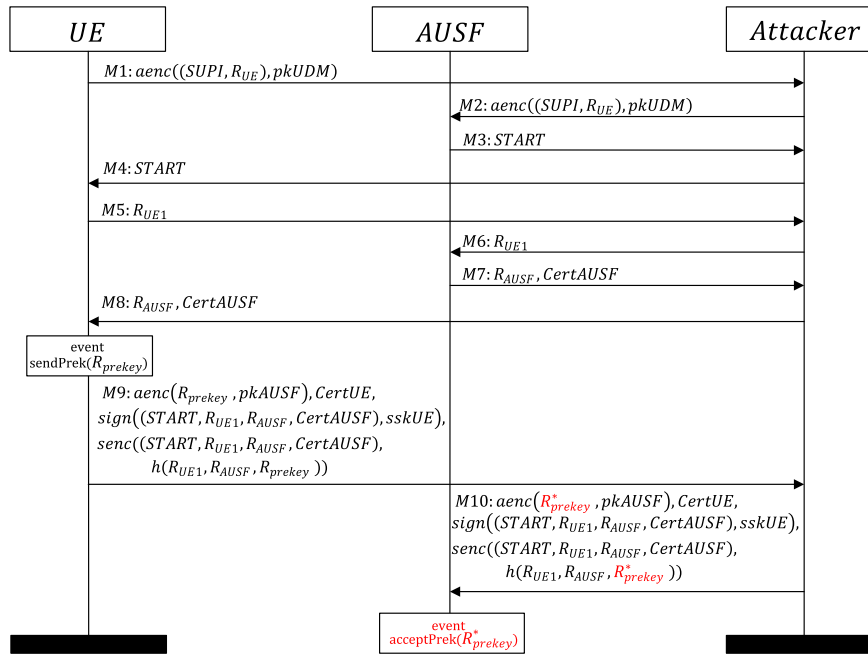 UE
AUSF
Attacker
M1: aenc((SUPI, R_UE), pkUDM)
M2: aenc((SUPI, R_UE), pkUDM)
M3: START
M4: START
M5: R_UE1
M6: R_UE1
M7: R_AUSF, CertAUSF
M8: R_AUSF, CertAUSF
event
sendPrek(R_prekey)
M9: aenc(R_prekey, pkAUSF), CertUE,
sign((START, R_UE1, R_AUSF, CertAUSF), sskUE),
senc((START, R_UE1, R_AUSF, CertAUSF),
h(R_UE1, R_AUSF, R_prekey))
M10: aenc(R*_prekey, pkAUSF), CertUE,
sign((START, R_UE1, R_AUSF, CertAUSF), sskUE),
senc((START, R_UE1, R_AUSF, CertAUSF),
h(R_UE1, R_AUSF, R*_prekey))
event
acceptPrek(R*_prekey)